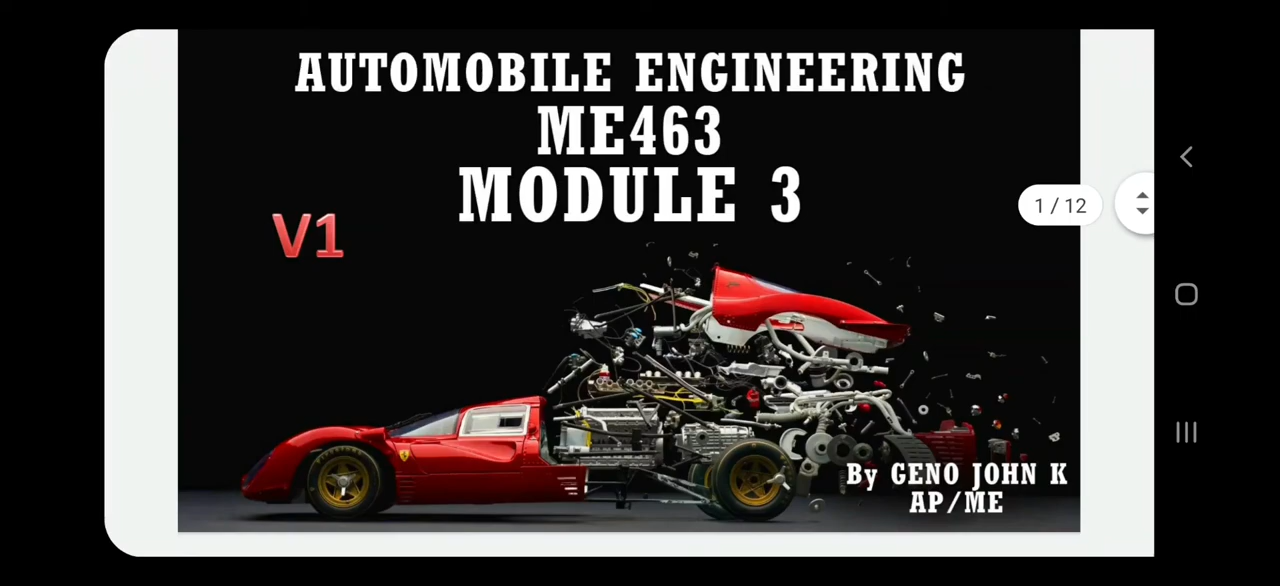 AUTOMOBILE ENGINEERING
ME463
MODULE 3
V1
1 / 12
By GENO JOHN K
AP/ME